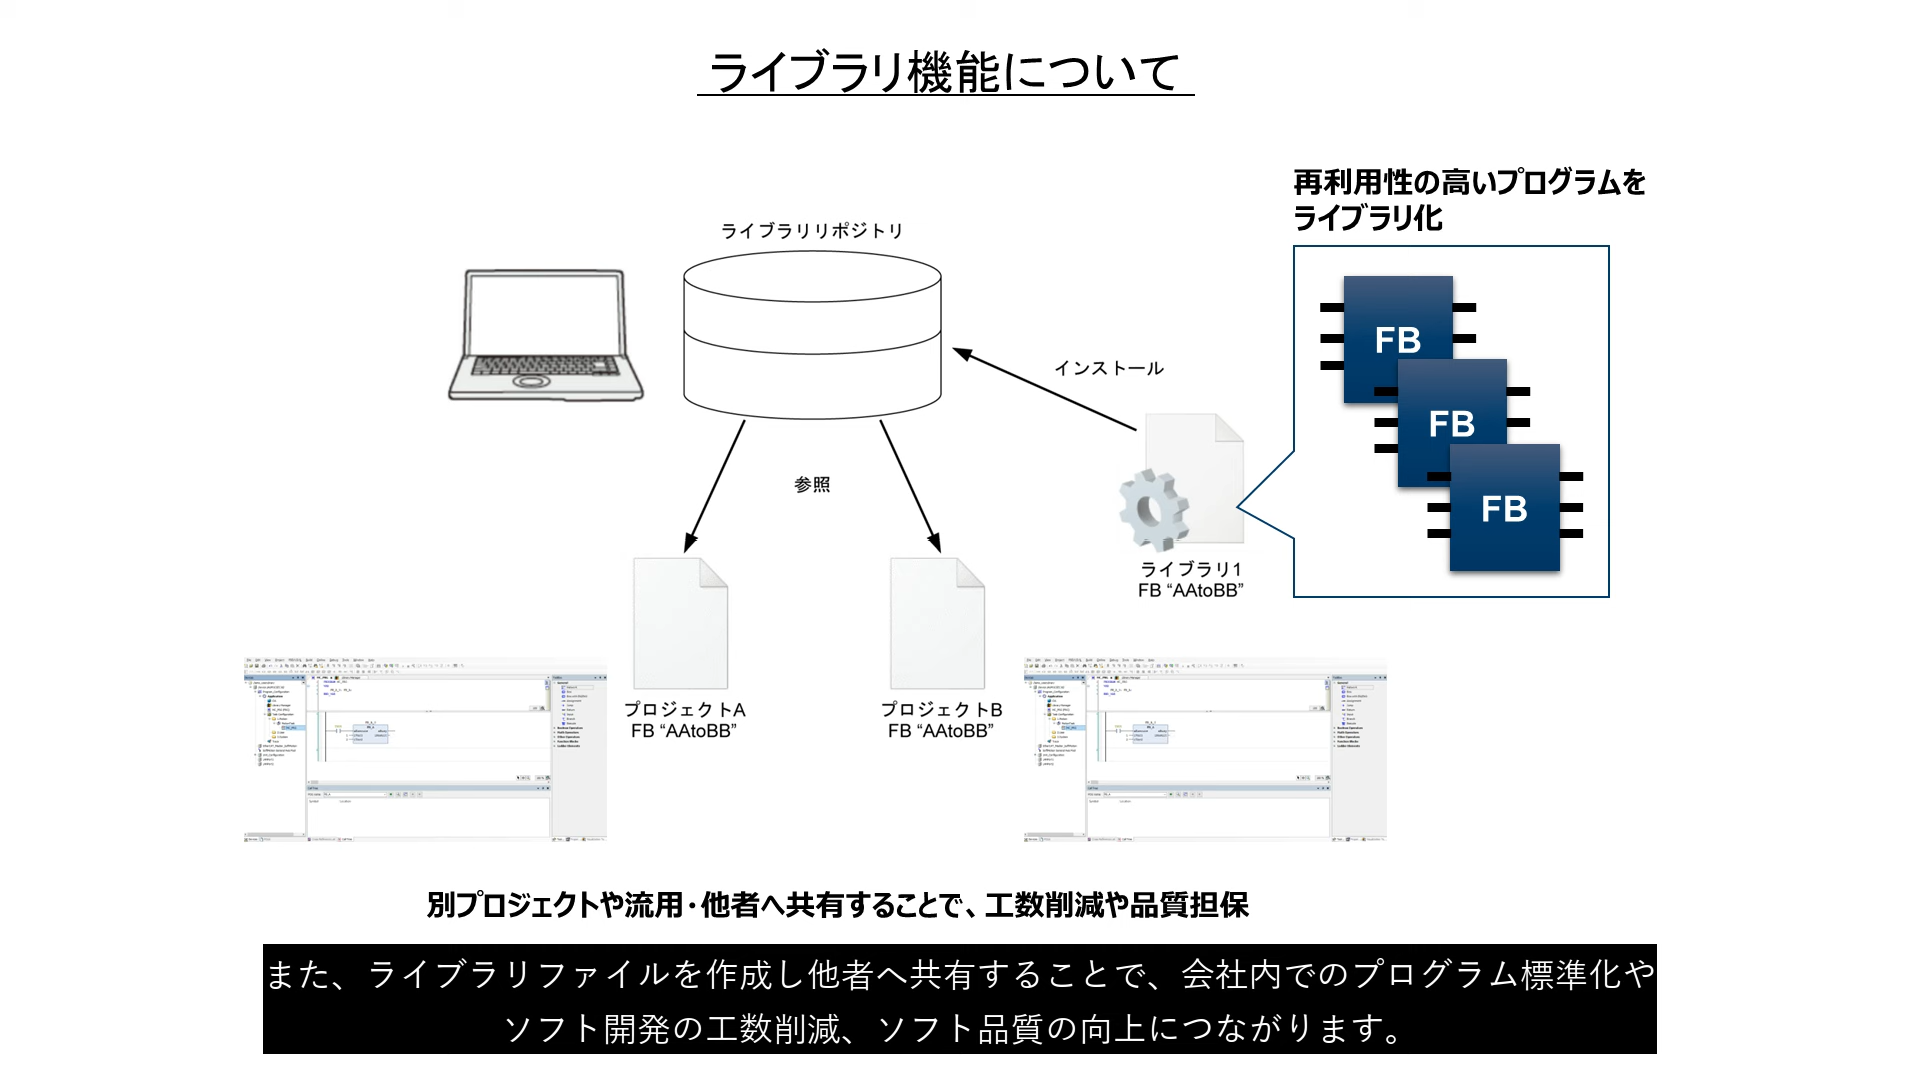 ライブラリ機能について
再利用性の高いプログラムを
ライブラリ化
ライブラリリポジトリ
インストール
FB
FB
FB
参照
ライブラリ1
FB “AAtoBB”
プロジェクトA
FB “AAtoBB”
プロジェクトB
FB “AAtoBB”
別プロジェクトや流用・他者へ共有することで、工数削減や品質担保
また、ライブラリファイルを作成し他者へ共有することで、会社内でのプログラム標準化や
ソフト開発の工数削減、ソフト品質の向上につながります。